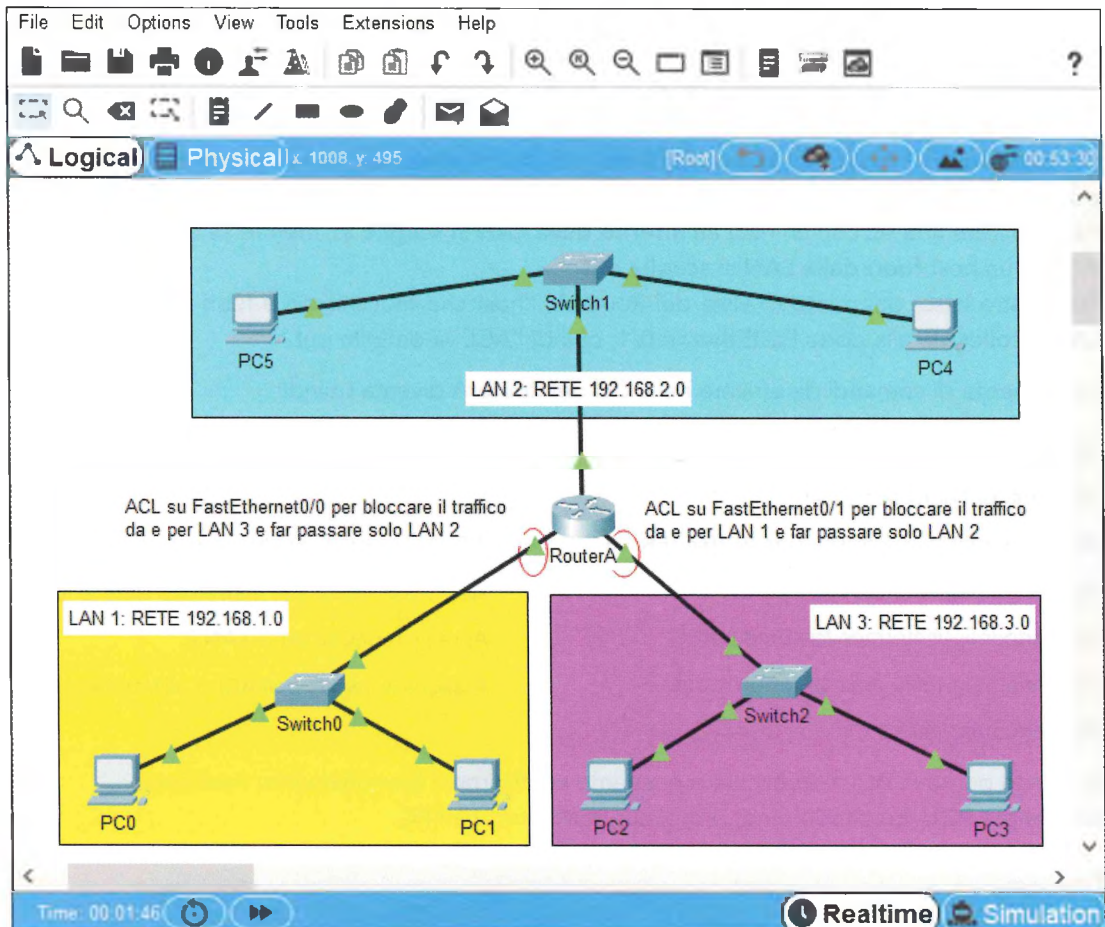 File Edit Options View Tools Extensions Help
?
Logical Physical x: 1008, y: 495 [Root] 00:53:30
Switch1
PC5
PC4
LAN 2: RETE 192.168.2.0
ACL su FastEthernet0/0 per bloccare il traffico
da e per LAN 3 e far passare solo LAN 2
ACL su FastEthernet0/1 per bloccare il traffico
da e per LAN 1 e far passare solo LAN 2
RouterA
LAN 1: RETE 192.168.1.0
LAN 3: RETE 192.168.3.0
Switch0
Switch2
PC0
PC1
PC2
PC3
Time: 00:01:46 Realtime Simulation